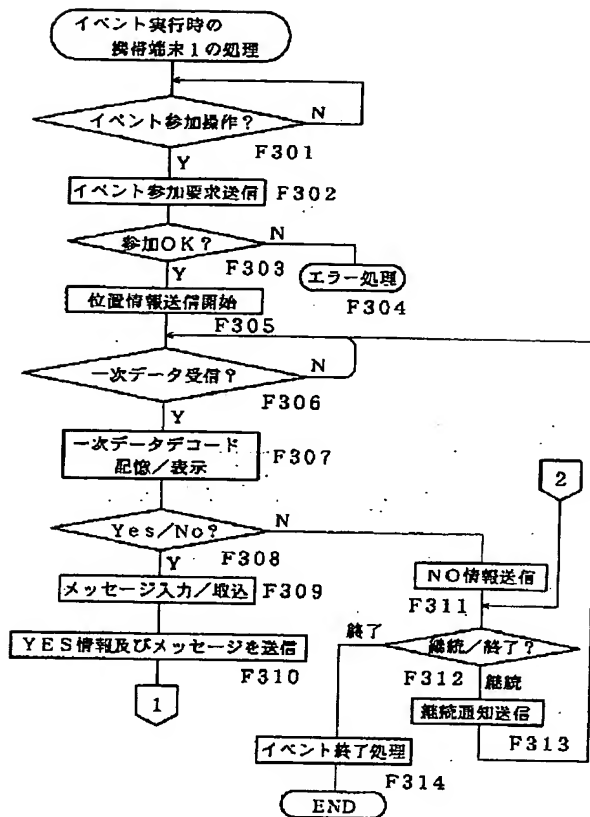 イベント実行時の
携帯端末1の処理
イベント参加操作?
N
F301
Y
イベント参加要求送信
F302
参加OK?
N
F303
Y
エラー処理
F304
位置情報送信開始
F305
一次データ受信?
N
F306
Y
一次データデコード
記憶/表示
F307
2
Yes/No?
N
F308
Y
メッセージ入力/取込
F309
NO情報送信
F311
YES情報及びメッセージを送信
F310
1
終了
継続/終了?
F312
継続
継続通知送信
F313
イベント終了処理
F314
END